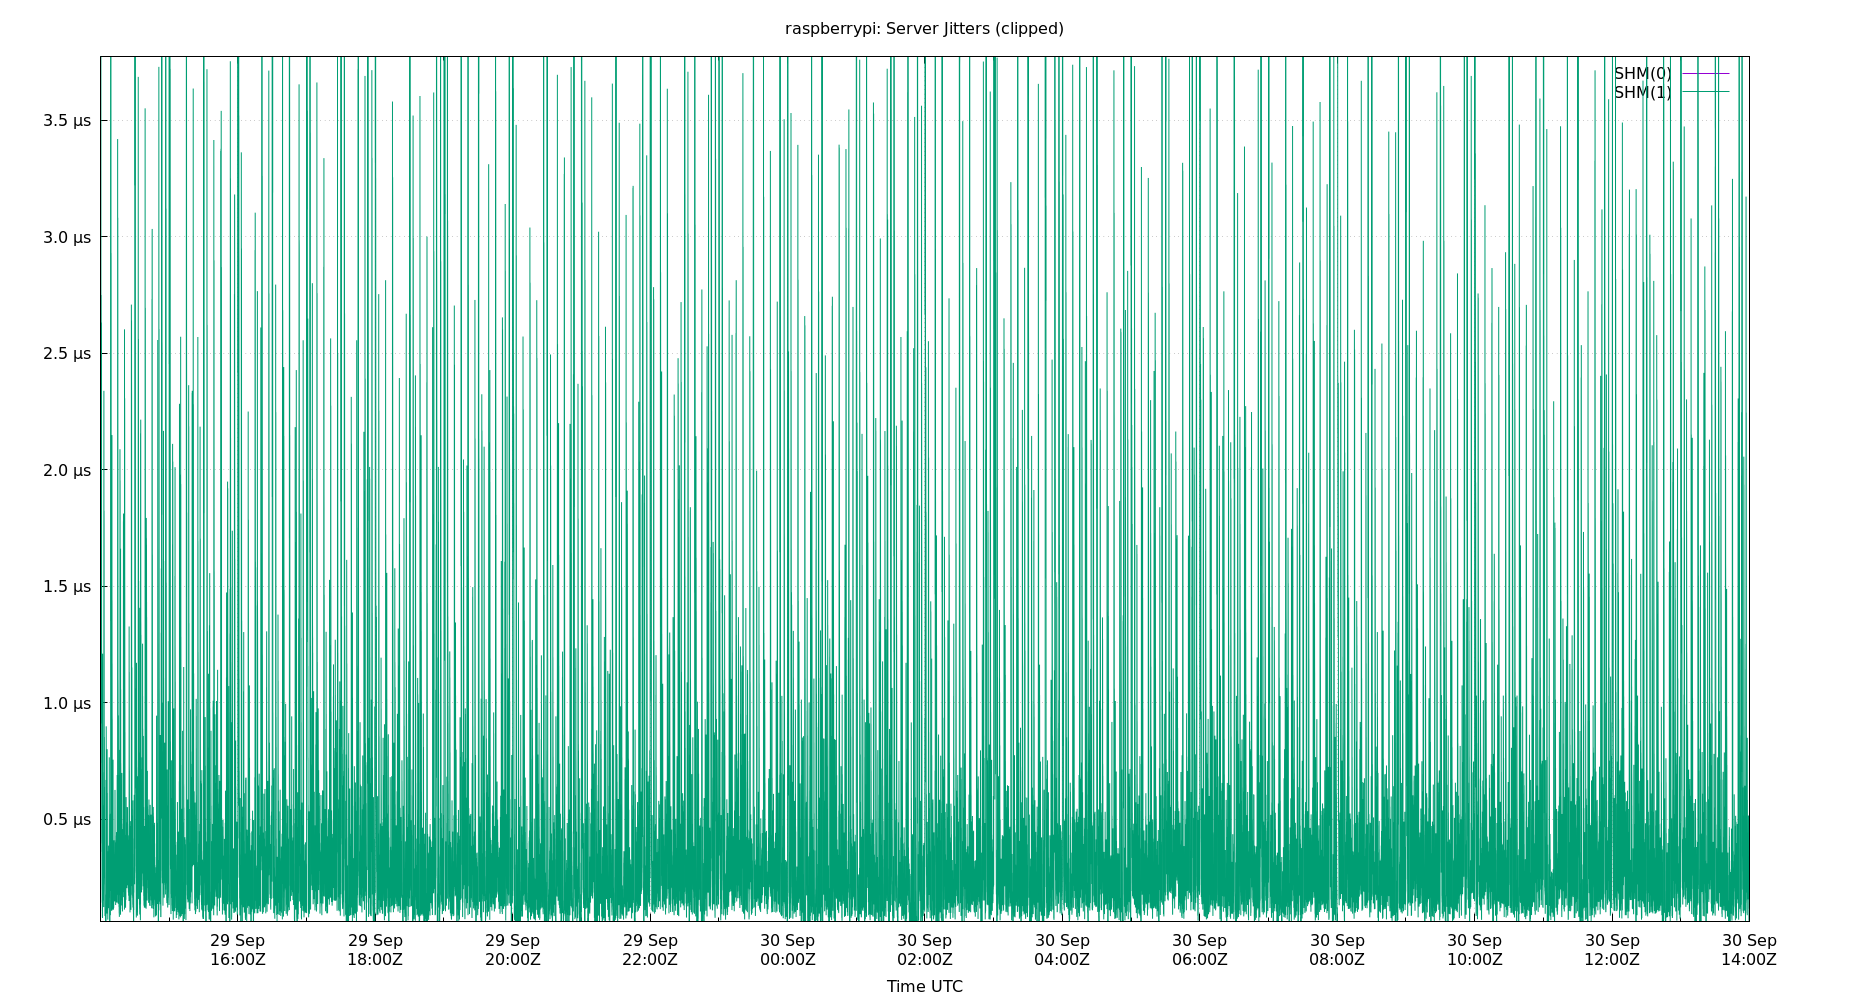 raspberrypi: Server Jitters (clipped)
SHM(0)
SHM(1)
3.5 μs
3.0 μs
2.5 μs
2.0 μs
1.5 μs
1.0 μs
0.5 μs
29 Sep 29 Sep 29 Sep 29 Sep 30 Sep 30 Sep 30 Sep 30 Sep 30 Sep 30 Sep 30 Sep 30 Sep
16:00Z 18:00Z 20:00Z 22:00Z 00:00Z 02:00Z 04:00Z 06:00Z 08:00Z 10:00Z 12:00Z 14:00Z
Time UTC